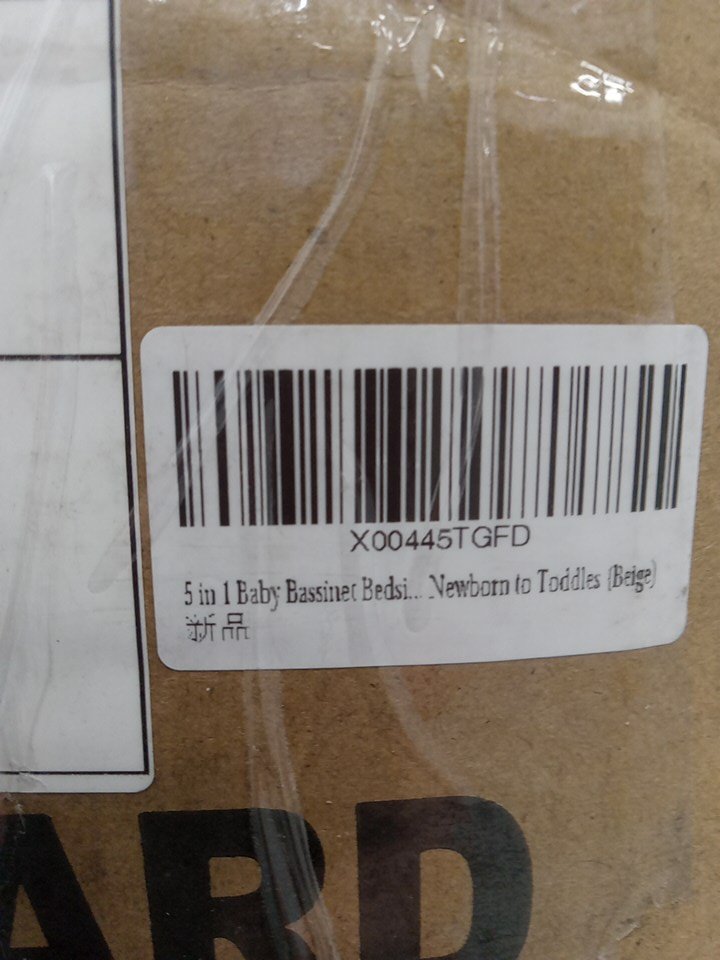 X00445TGFD
5 in 1 Baby Bassinet Bedsi... Newborn to Toddles (Beige)
新品
ARD